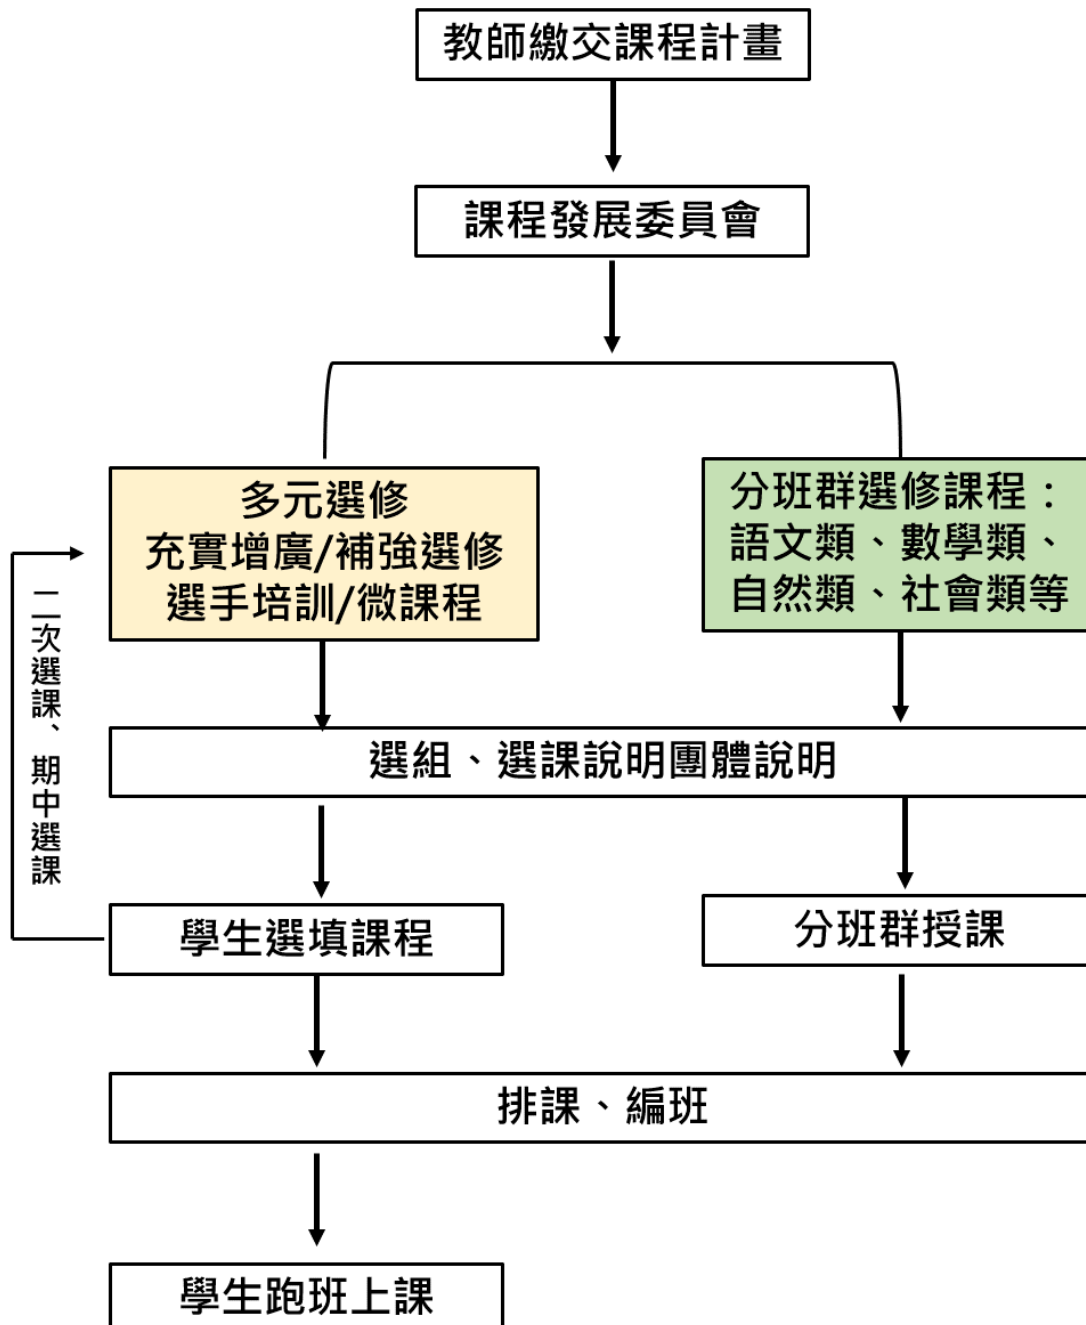 教師繳交課程計畫
課程發展委員會
多元選修
充實增廣/補強選修
選手培訓/微課程
分班群選修課程：
語文類、數學類、
自然類、社會類等
二次選課、期中選課
選組、選課說明團體說明
學生選填課程
分班群授課
排課、編班
學生跑班上課